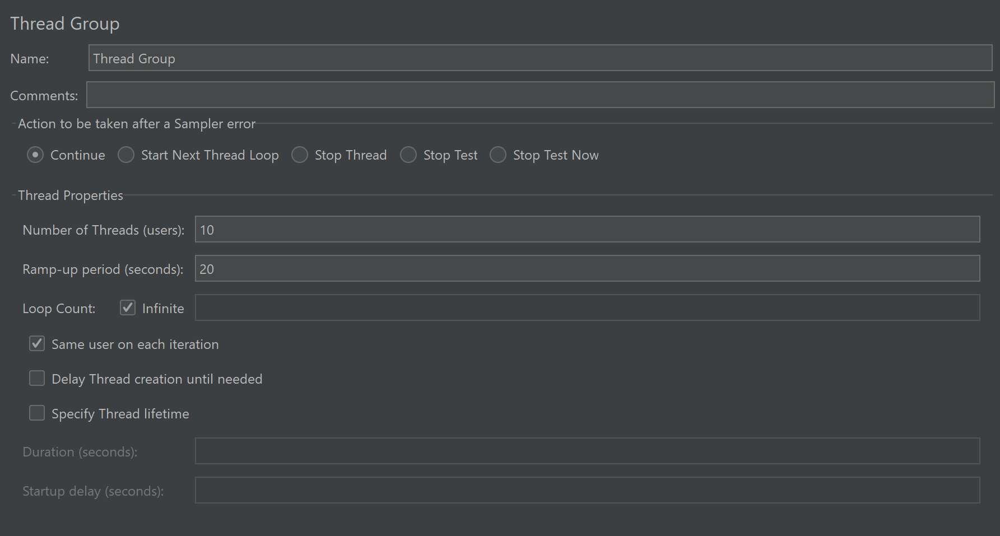 Thread Group
Name: Thread Group
Comments:
Action to be taken after a Sampler error
Continue Start Next Thread Loop Stop Thread Stop Test Stop Test Now
Thread Properties
Number of Threads (users): 10
Ramp-up period (seconds): 20
Loop Count: Infinite
Same user on each iteration
Delay Thread creation until needed
Specify Thread lifetime
Duration (seconds):
Startup delay (seconds):